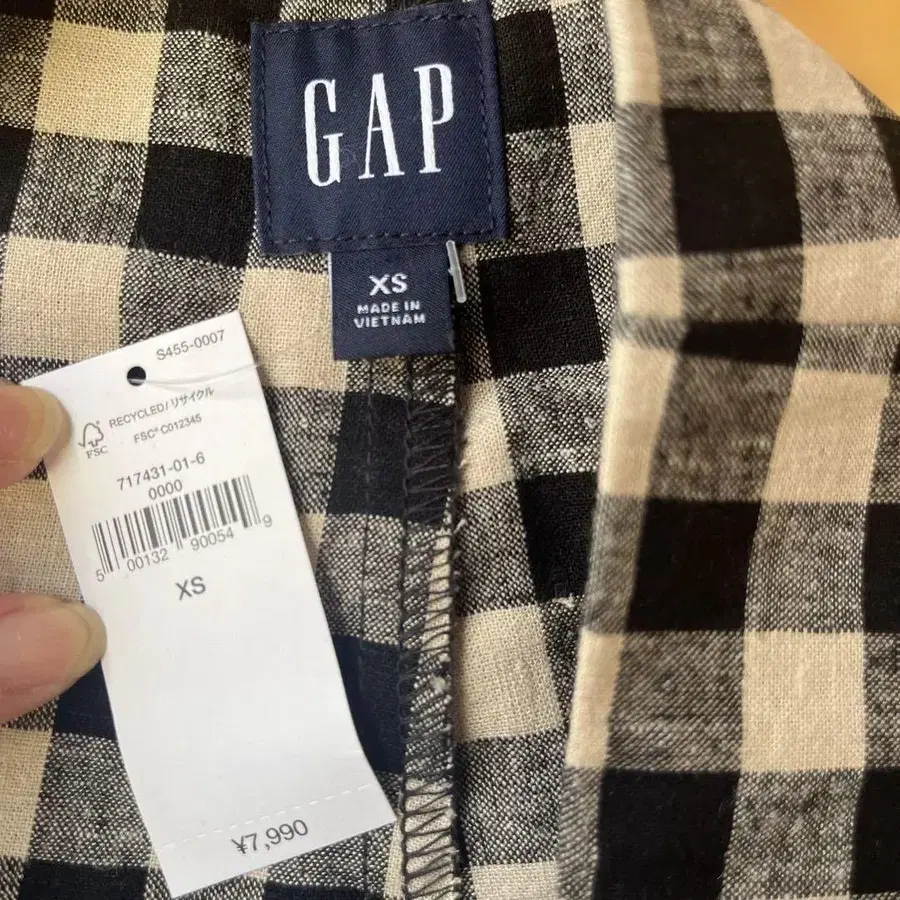 GAP
XS
MADE IN
VIETNAM
S455-0007
RECYCLED/リサイクル
FSC® C012345
FSC
717431-01-6
0000
5 00132 90054 9
XS
¥7,990